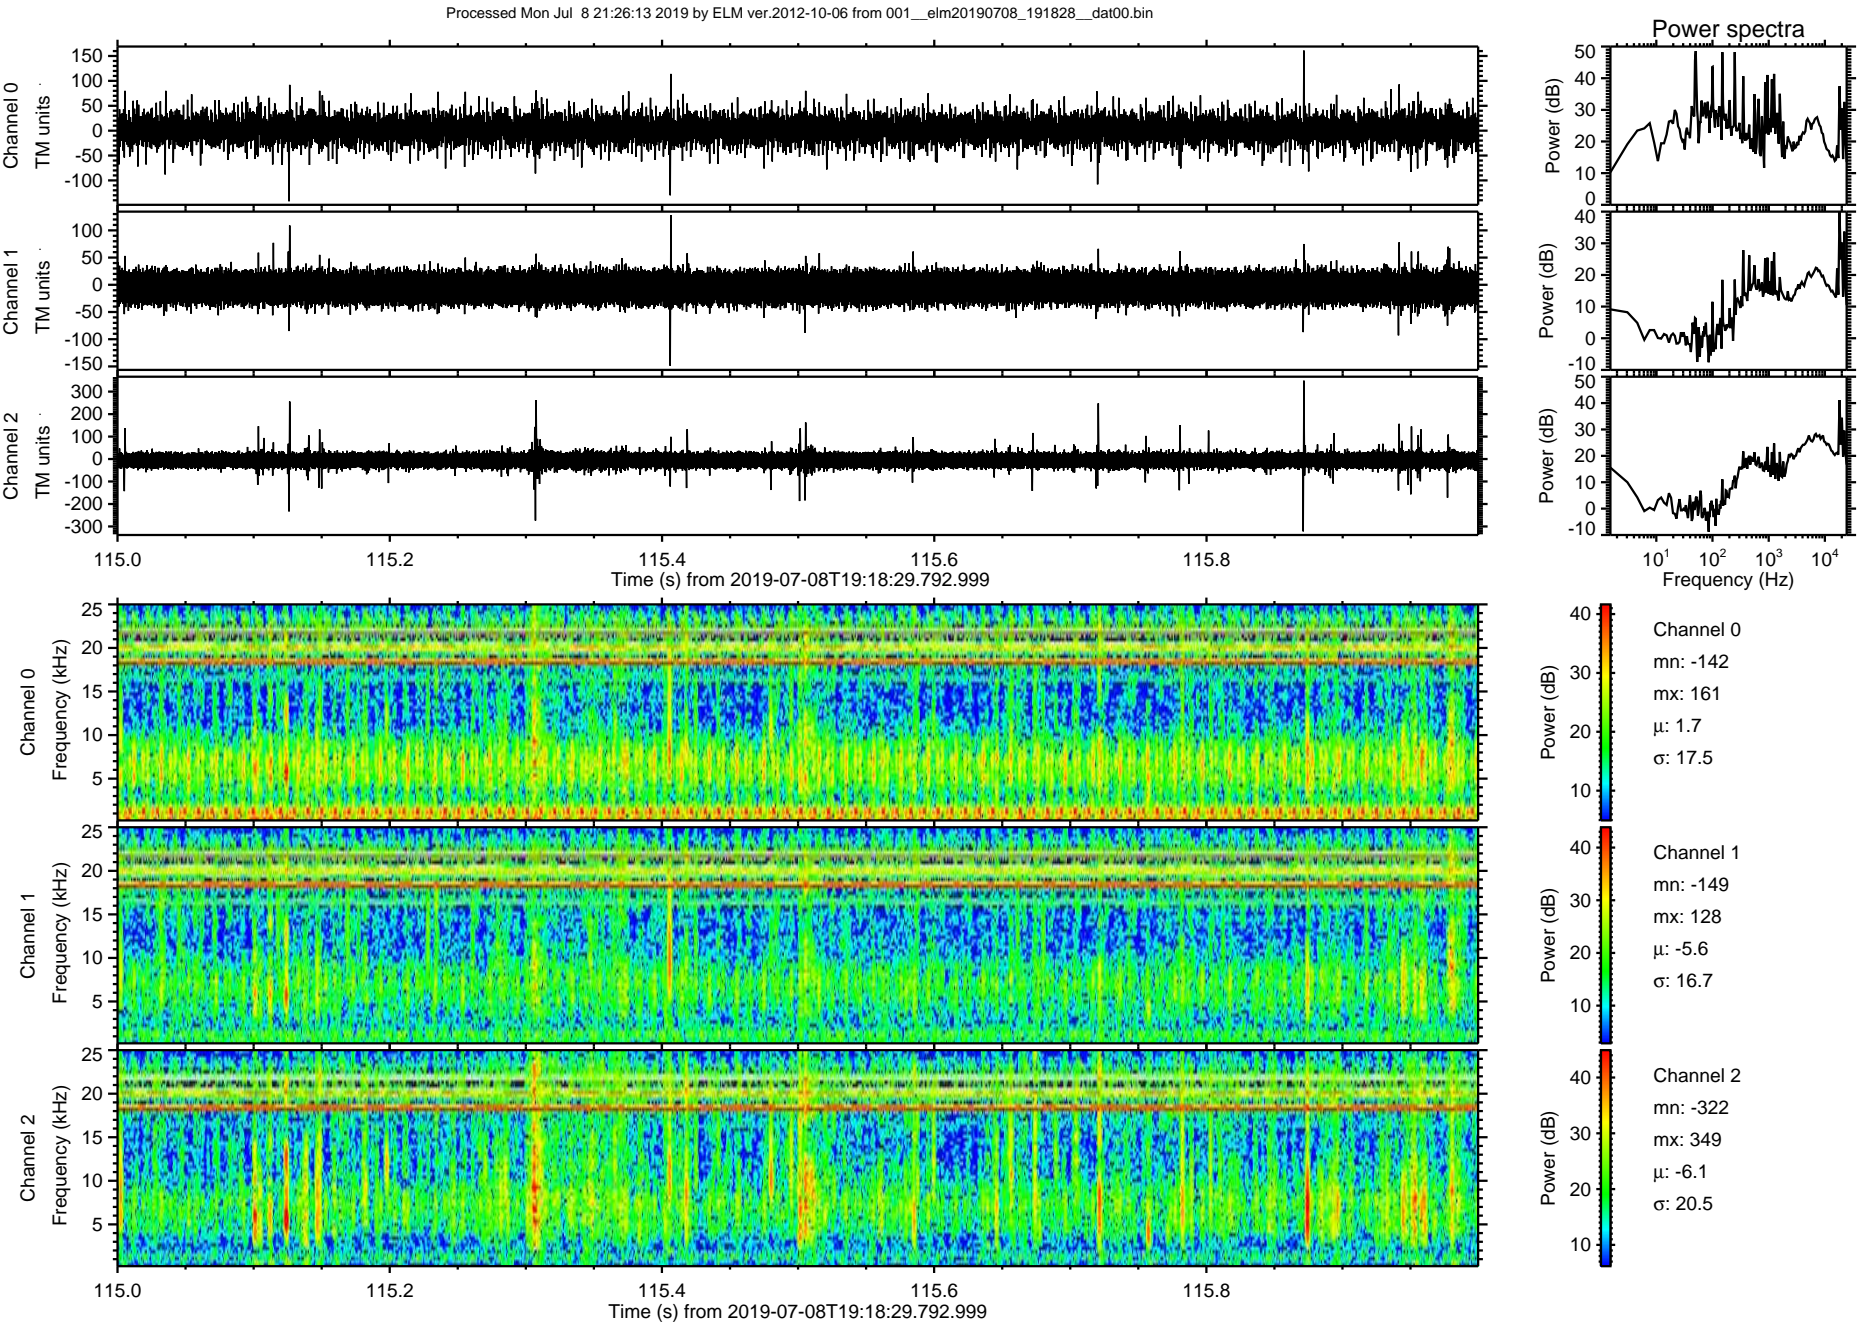 Processed Mon Jul  8 21:26:13 2019 by ELM ver.2012-10-06 from 001__elm20190708_191828__dat00.bin
Power spectra
Channel 0
TM units
150
100
50
0
-50
-100
Power (dB)
50
40
30
20
10
0
Channel 1
TM units
100
50
0
-50
-100
-150
Power (dB)
40
30
20
10
0
-10
Channel 2
TM units
300
200
100
0
-100
-200
-300
Power (dB)
50
40
30
20
10
0
-10
115.0
115.2
115.4
115.6
115.8
Time (s) from 2019-07-08T19:18:29.792.999
10¹
10²
10³
10⁴
Frequency (Hz)
Channel 0
Frequency (kHz)
25
20
15
10
5
Power (dB)
40
30
20
10
Channel 0
mn: -142
mx: 161
μ: 1.7
σ: 17.5
Channel 1
Frequency (kHz)
25
20
15
10
5
Power (dB)
40
30
20
10
Channel 1
mn: -149
mx: 128
μ: -5.6
σ: 16.7
Channel 2
Frequency (kHz)
25
20
15
10
5
Power (dB)
40
30
20
10
Channel 2
mn: -322
mx: 349
μ: -6.1
σ: 20.5
115.0
115.2
115.4
115.6
115.8
Time (s) from 2019-07-08T19:18:29.792.999